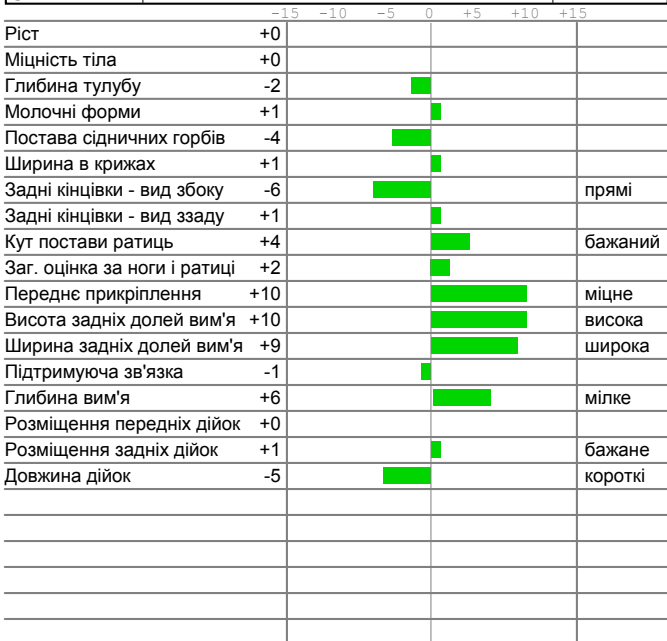 -15 -10 -5 0 +5 +10 +15
Ріст +0
Міцність тіла +0
Глибина тулубу -2
Молочні форми +1
Постава сідничних горбів -4
Ширина в крижах +1
Задні кінцівки - вид збоку -6 прямі
Задні кінцівки - вид ззаду +1
Кут постави ратиць +4 бажаний
Заг. оцінка за ноги і ратиці +2
Переднє прикріплення +10 міцне
Висота задніх долей вим'я +10 висока
Ширина задніх долей вим'я +9 широка
Підтримуюча зв'язка -1
Глибина вим'я +6 мілке
Розміщення передніх дійок +0
Розміщення задніх дійок +1 бажане
Довжина дійок -5 короткі